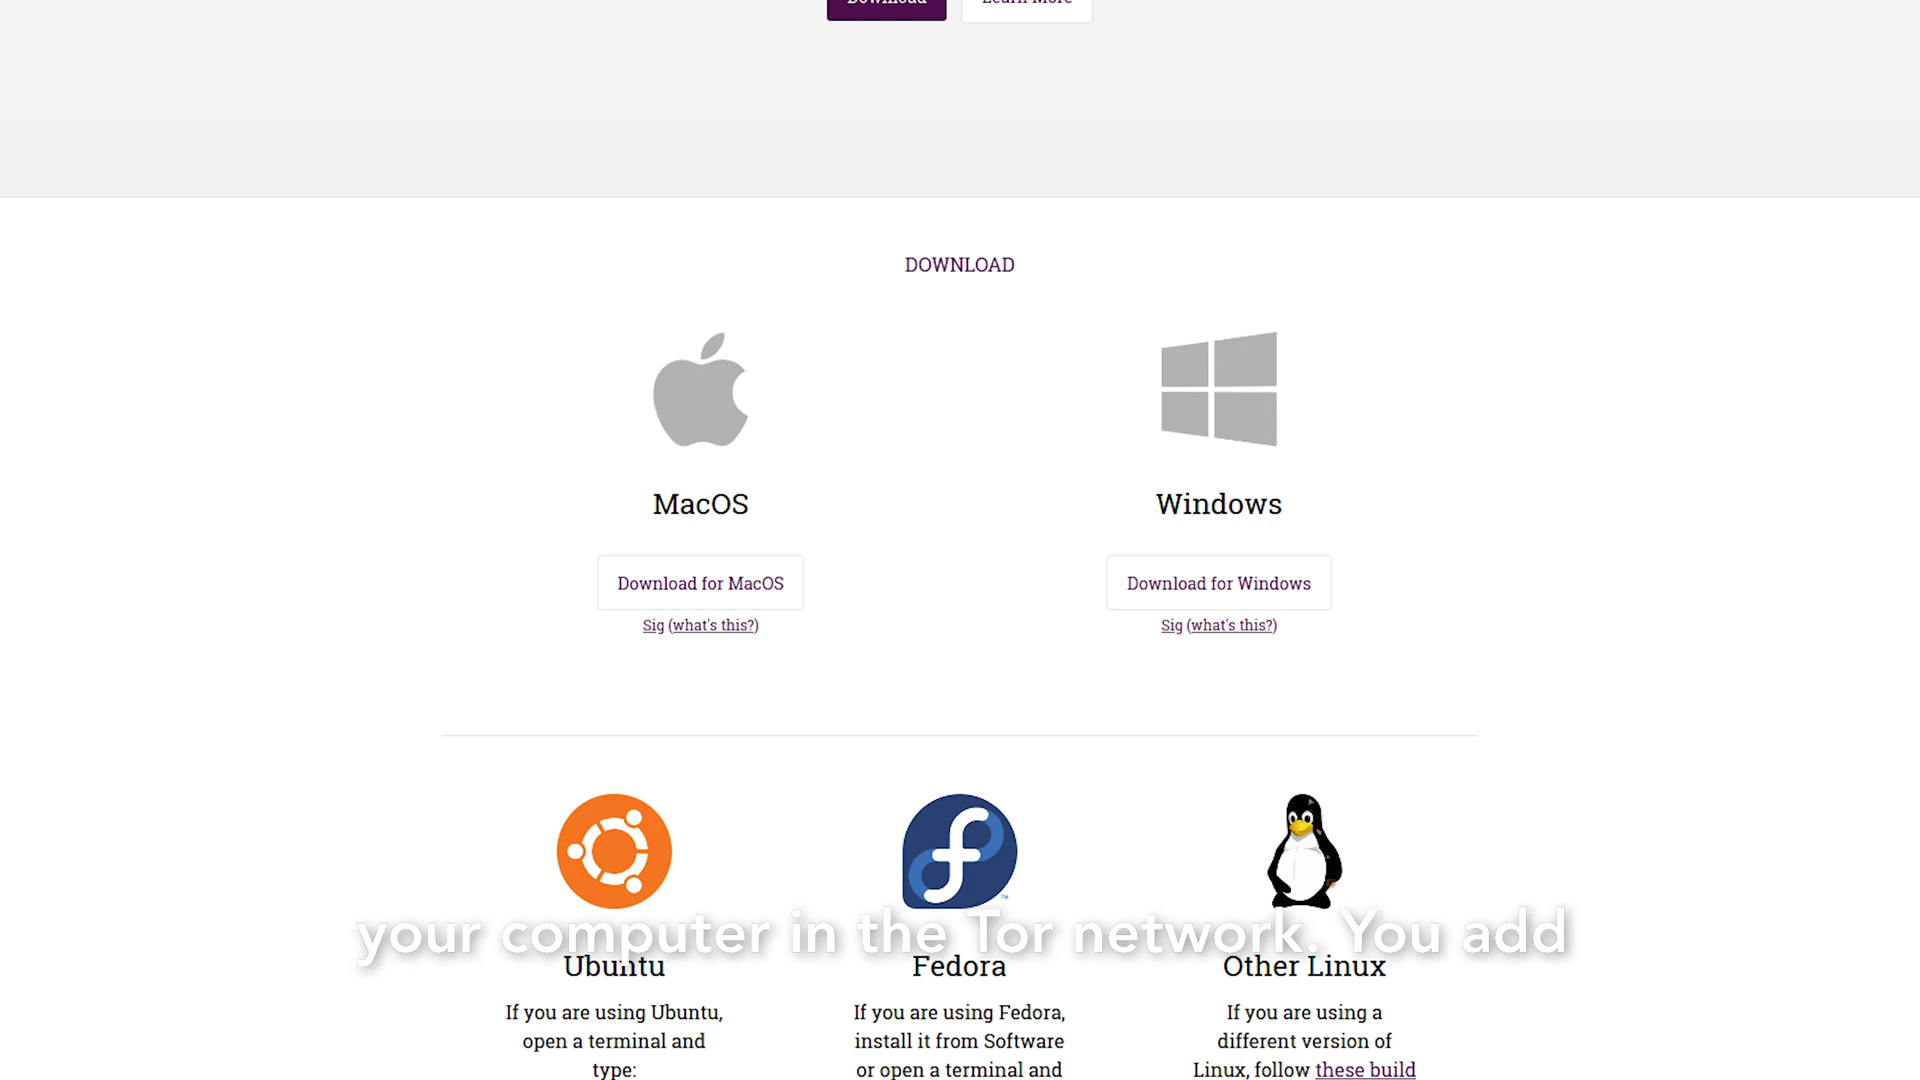 Download Learn More
DOWNLOAD
MacOS
Windows
Download for MacOS
Download for Windows
Sig (what's this?)
Sig (what's this?)
your computer in the Tor network. You add
Ubuntu
Fedora
Other Linux
If you are using Ubuntu,
open a terminal and
type:
If you are using Fedora,
install it from Software
or open a terminal and
If you are using a
different version of
Linux, follow these build